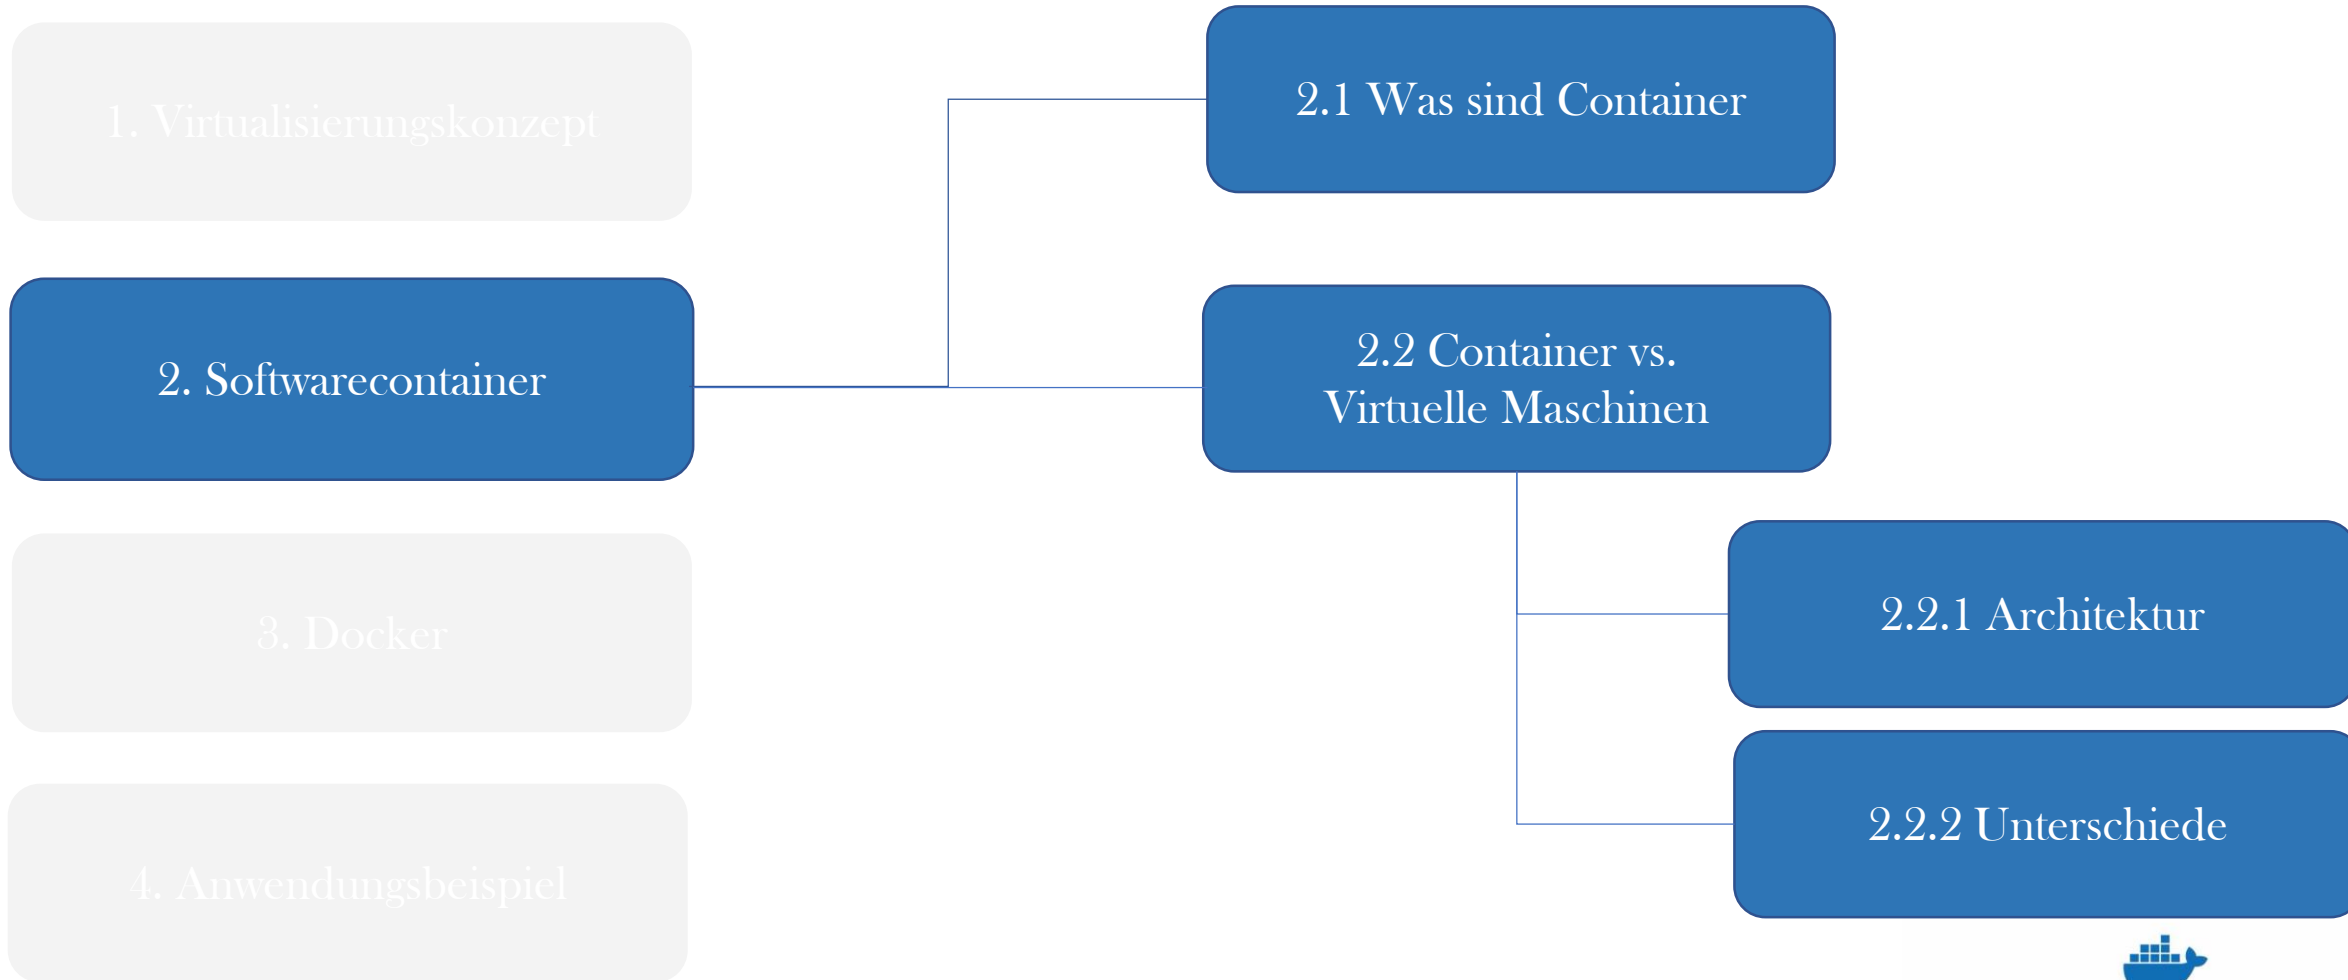 1. Virtualisierungskonzept
2. Softwarecontainer
3. Docker
4. Anwendungsbeispiel
2.1 Was sind Container
2.2 Container vs.
Virtuelle Maschinen
2.2.1 Architektur
2.2.2 Unterschiede